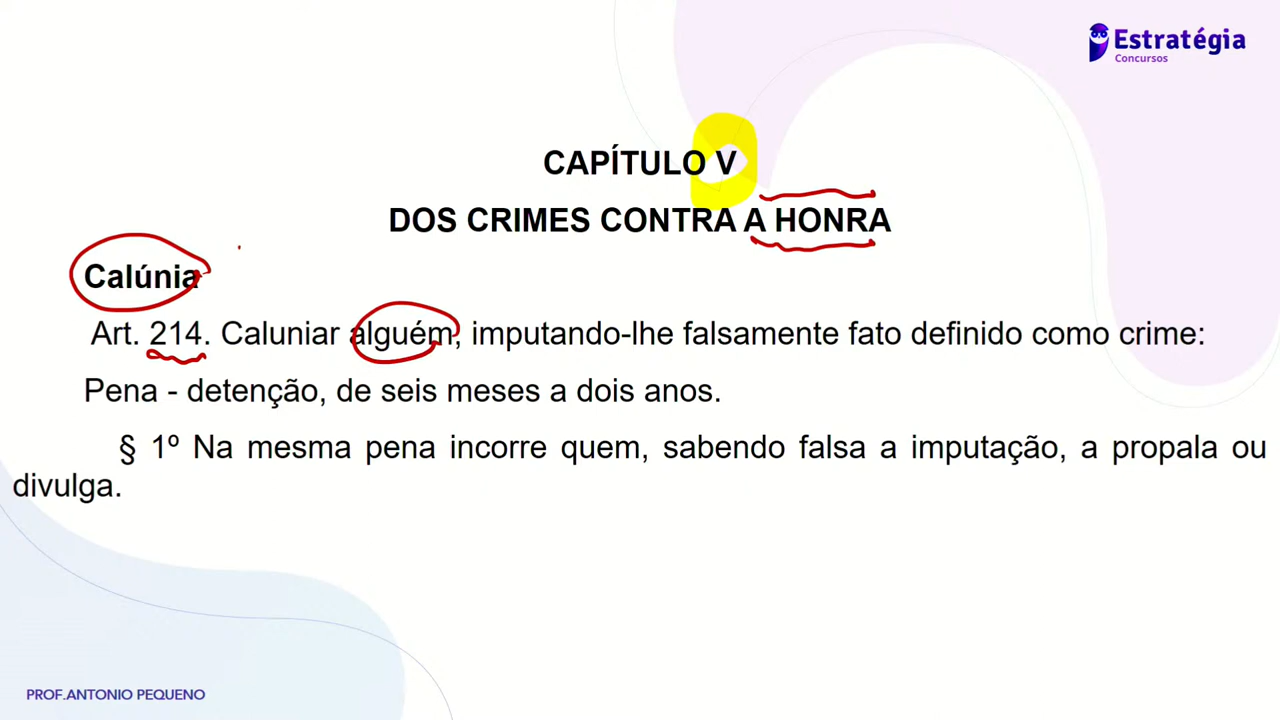 Estratégia
Concursos
CAPÍTULO V
DOS CRIMES CONTRA A HONRA
Calúnia
Art. 214. Caluniar alguém, imputando-lhe falsamente fato definido como crime:
Pena - detenção, de seis meses a dois anos.
§ 1º Na mesma pena incorre quem, sabendo falsa a imputação, a propala ou
divulga.
PROF.ANTONIO PEQUENO